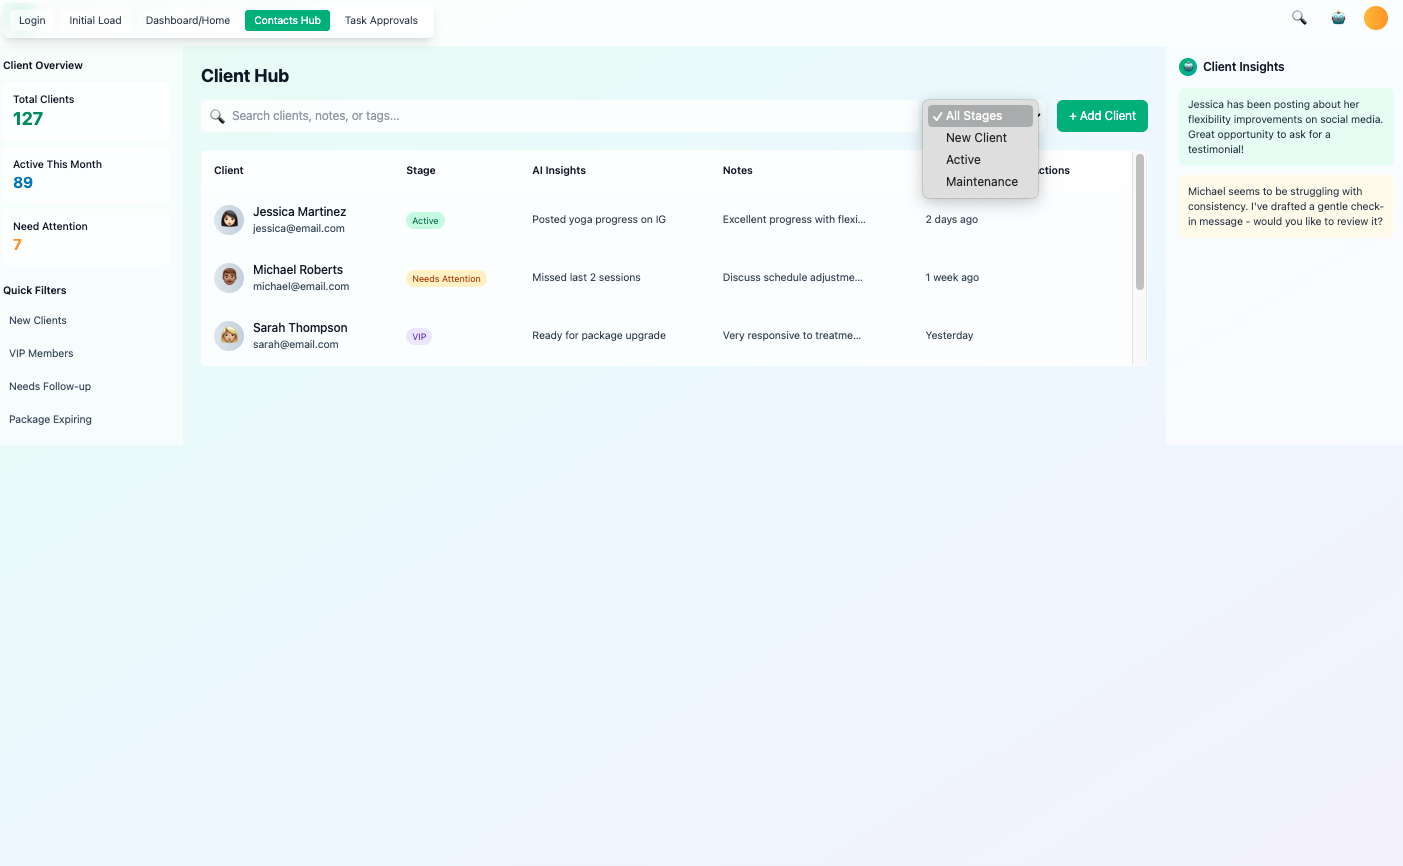 Login
Initial Load
Dashboard/Home
Contacts Hub
Task Approvals
Client Overview
Total Clients
127
Active This Month
89
Need Attention
7
Quick Filters
New Clients
VIP Members
Needs Follow-up
Package Expiring
Client Hub
Search clients, notes, or tags...
✓ All Stages
New Client
Active
Maintenance
+ Add Client
Client
Stage
AI Insights
Notes
Jessica Martinez
jessica@email.com
Active
Posted yoga progress on IG
Excellent progress with flexi...
2 days ago
Michael Roberts
michael@email.com
Needs Attention
Missed last 2 sessions
Discuss schedule adjustme...
1 week ago
Sarah Thompson
sarah@email.com
VIP
Ready for package upgrade
Very responsive to treatme...
Yesterday
Client Insights
Jessica has been posting about her
flexibility improvements on social media.
Great opportunity to ask for a
testimonial!
Michael seems to be struggling with
consistency. I've drafted a gentle check-
in message - would you like to review it?